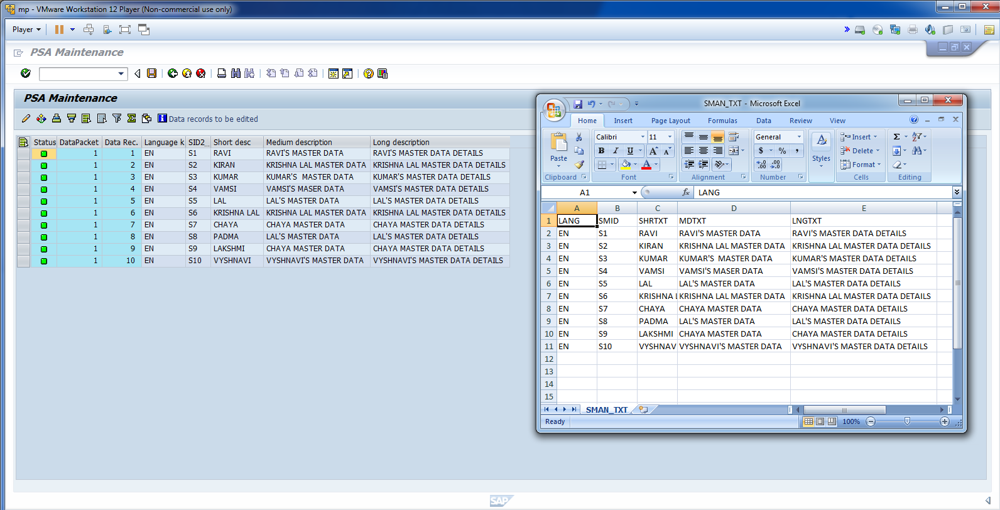 mp - VMware Workstation 12 Player (Non-commercial use only)
Player
PSA Maintenance
PSA Maintenance
Data records to be edited
Status DataPacket Data Rec. Language k SID2... Short desc Medium description Long description
1 1 EN S1 RAVI RAVI'S MASTER DATA RAVI'S MASTER DATA DETAILS
1 2 EN S2 KIRAN KRISHNA LAL MASTER DATA KRISHNA LAL MASTER DATA DETAILS
1 3 EN S3 KUMAR KUMAR'S  MASTER DATA KUMAR'S MASTER DATA DETAILS
1 4 EN S4 VAMSI VAMSI'S MASER DATA VAMSI'S MASTER DATA DETAILS
1 5 EN S5 LAL LAL'S MASTER DATA LAL'S MASTER DATA DETAILS
1 6 EN S6 KRISHNA LAL KRISHNA LAL MASTER DATA KRISHNA LAL MASTER DATA DETAILS
1 7 EN S7 CHAYA CHAYA MASTER DATA CHAYA MASTER DATA DETAILS
1 8 EN S8 PADMA LAL'S MASTER DATA LAL'S MASTER DATA DETAILS
1 9 EN S9 LAKSHMI CHAYA MASTER DATA CHAYA MASTER DATA DETAILS
1 10 EN S10 VYSHNAVI VYSHNAVI'S MASTER DATA VYSHNAVI'S MASTER DATA DETAILS
SMAN_TXT - Microsoft Excel
Home Insert Page Layout Formulas Data Review View
Calibri 11 General Insert Σ
Paste B I U A A $ % , Styles Delete
Format
Clipboard Font Alignment Number Cells Editing
A1 fx LANG
A B C D E
1 LANG SMID SHRTXT MDTXT LNGTXT
2 EN S1 RAVI RAVI'S MASTER DATA RAVI'S MASTER DATA DETAILS
3 EN S2 KIRAN KRISHNA LAL MASTER DATA KRISHNA LAL MASTER DATA DETAILS
4 EN S3 KUMAR KUMAR'S  MASTER DATA KUMAR'S MASTER DATA DETAILS
5 EN S4 VAMSI VAMSI'S MASER DATA VAMSI'S MASTER DATA DETAILS
6 EN S5 LAL LAL'S MASTER DATA LAL'S MASTER DATA DETAILS
7 EN S6 KRISHNA L KRISHNA LAL MASTER DATA KRISHNA LAL MASTER DATA DETAILS
8 EN S7 CHAYA CHAYA MASTER DATA CHAYA MASTER DATA DETAILS
9 EN S8 PADMA LAL'S MASTER DATA LAL'S MASTER DATA DETAILS
10 EN S9 LAKSHMI CHAYA MASTER DATA CHAYA MASTER DATA DETAILS
11 EN S10 VYSHNAV VYSHNAVI'S MASTER DATA VYSHNAVI'S MASTER DATA DETAILS
12
13
14
15
SMAN_TXT
Ready 100%
SAP